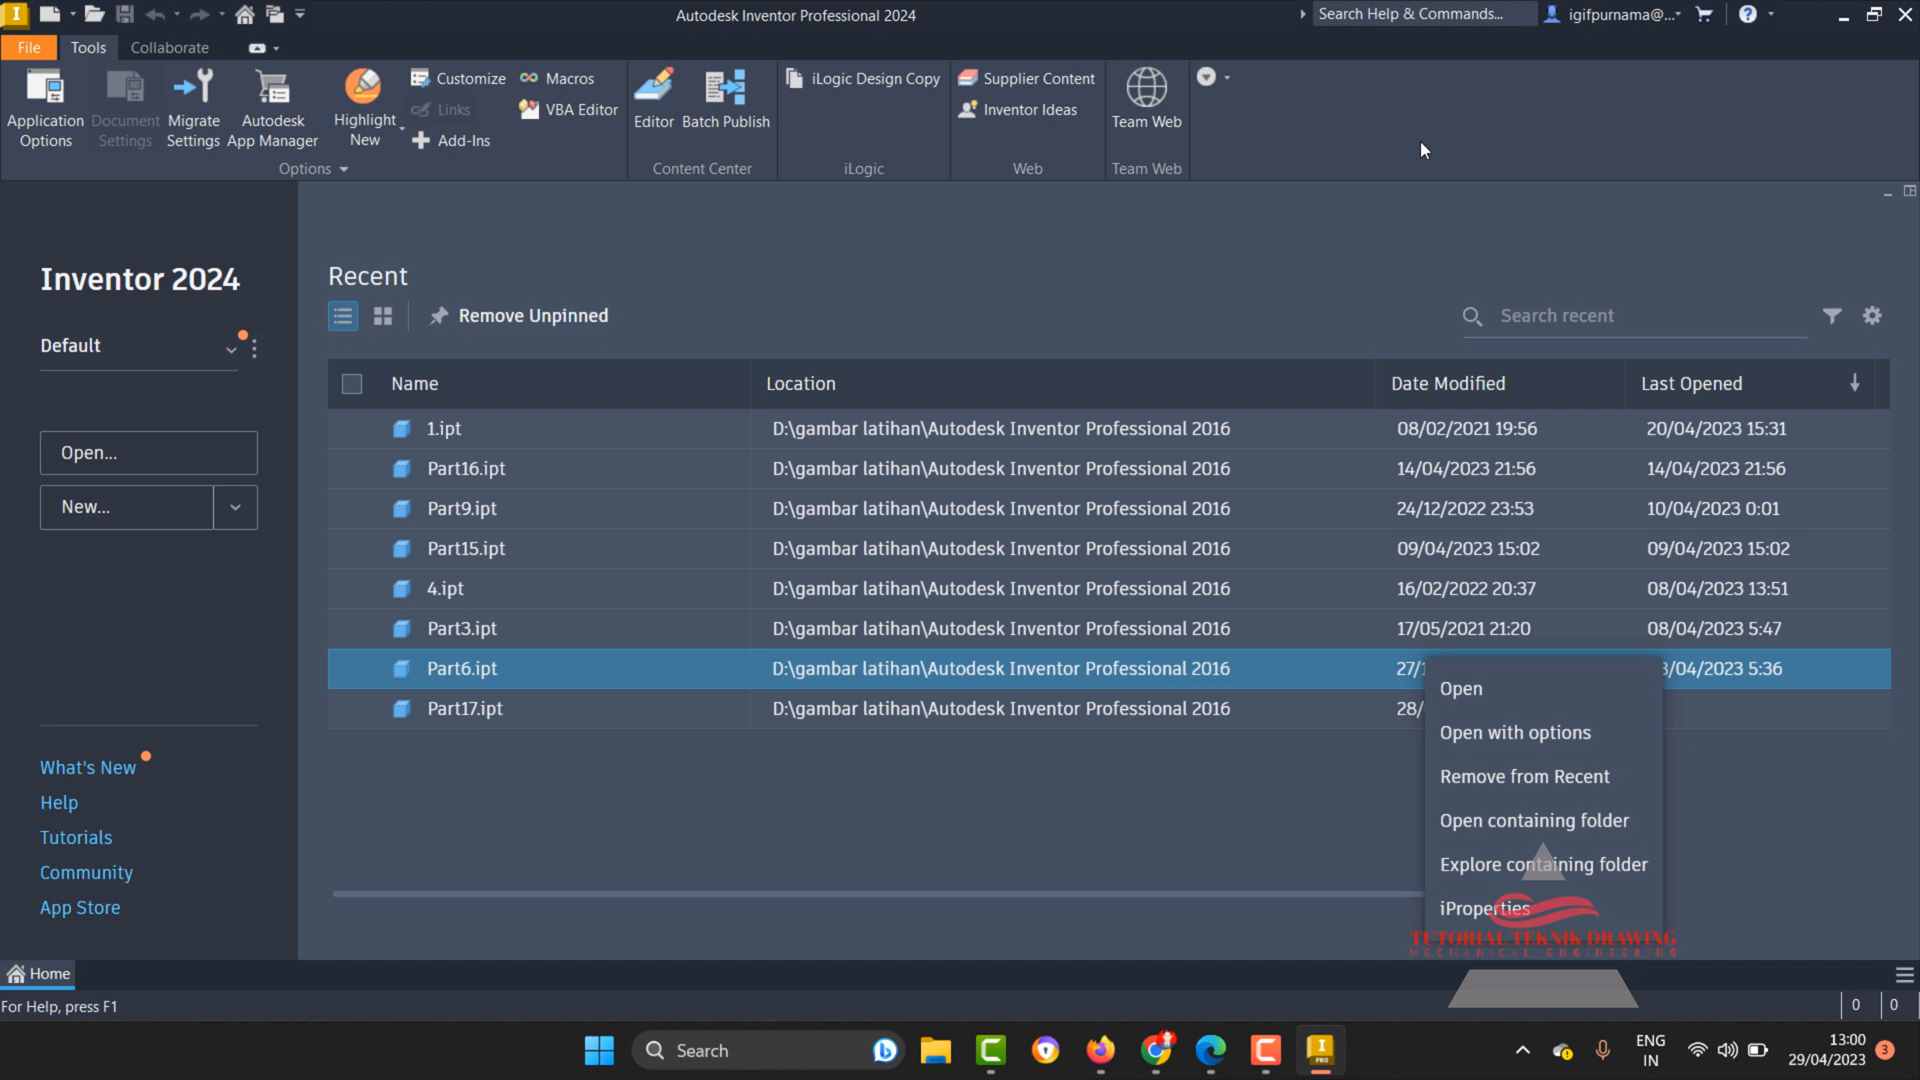 I Autodesk Inventor Professional 2024 Search Help & Commands... igifpurnama@...
File Tools Collaborate
Application Options Document Settings Migrate Settings Autodesk App Manager Highlight New Customize Links Add-Ins Macros VBA Editor Editor Batch Publish iLogic Design Copy Supplier Content Inventor Ideas Team Web
Options Content Center iLogic Web Team Web
Inventor 2024
Default
Open...
New...
What's New
Help
Tutorials
Community
App Store
Recent
Remove Unpinned Search recent
Name Location Date Modified Last Opened
1.ipt D:\gambar latihan\Autodesk Inventor Professional 2016 08/02/2021 19:56 20/04/2023 15:31
Part16.ipt D:\gambar latihan\Autodesk Inventor Professional 2016 14/04/2023 21:56 14/04/2023 21:56
Part9.ipt D:\gambar latihan\Autodesk Inventor Professional 2016 24/12/2022 23:53 10/04/2023 0:01
Part15.ipt D:\gambar latihan\Autodesk Inventor Professional 2016 09/04/2023 15:02 09/04/2023 15:02
4.ipt D:\gambar latihan\Autodesk Inventor Professional 2016 16/02/2022 20:37 08/04/2023 13:51
Part3.ipt D:\gambar latihan\Autodesk Inventor Professional 2016 17/05/2021 21:20 08/04/2023 5:47
Part6.ipt D:\gambar latihan\Autodesk Inventor Professional 2016 27/ /04/2023 5:36
Part17.ipt D:\gambar latihan\Autodesk Inventor Professional 2016 28/
Open
Open with options
Remove from Recent
Open containing folder
Explore containing folder
iProperties
TUTORIAL TEKNIK DRAWING
MECHANICAL ENGINEERING
Home
For Help, press F1 0 0
Search ENG IN 13:00 29/04/2023 3